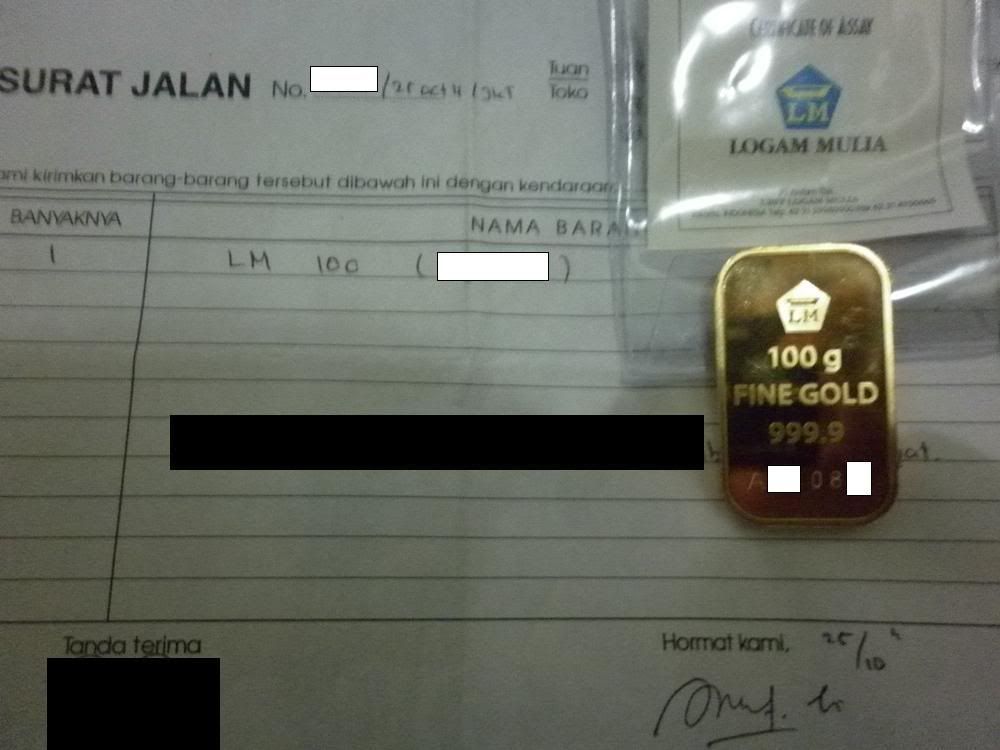 CERTIFICATE OF ASSAY
LM
LOGAM MULIA
SURAT JALAN No. /25 oct 4 /
Tuan
Toko
ami kirimkan barang-barang tersebut dibawah ini dengan kendaraan
BANYAKNYA NAMA BARA
1 LM 100 ( )
LM
100 g
FINE GOLD
999.9
A 08
at.
Tanda terima
Hormat kami, 25/10